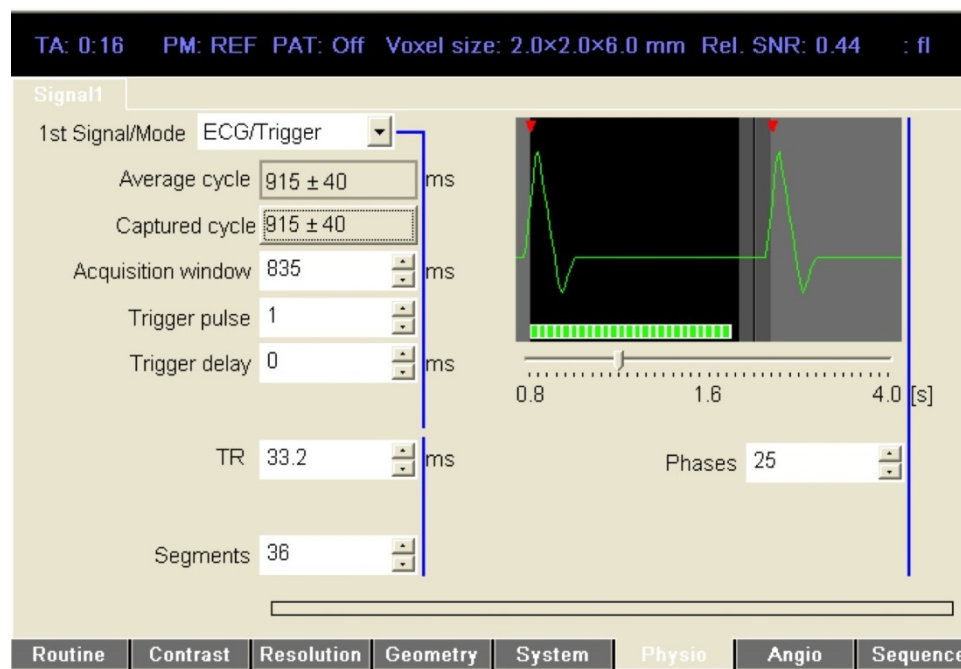 TA: 0:16 PM: REF PAT: Off Voxel size: 2.0×2.0×6.0 mm Rel. SNR: 0.44 : fl
Signal1
1st Signal/Mode ECG/Trigger
Average cycle 915 ± 40 ms
Captured cycle 915 ± 40
Acquisition window 835 ms
Trigger pulse 1
Trigger delay 0 ms
0.8 1.6 4.0 [s]
TR 33.2 ms
Phases 25
Segments 36
Routine Contrast Resolution Geometry System Physio Angio Sequence